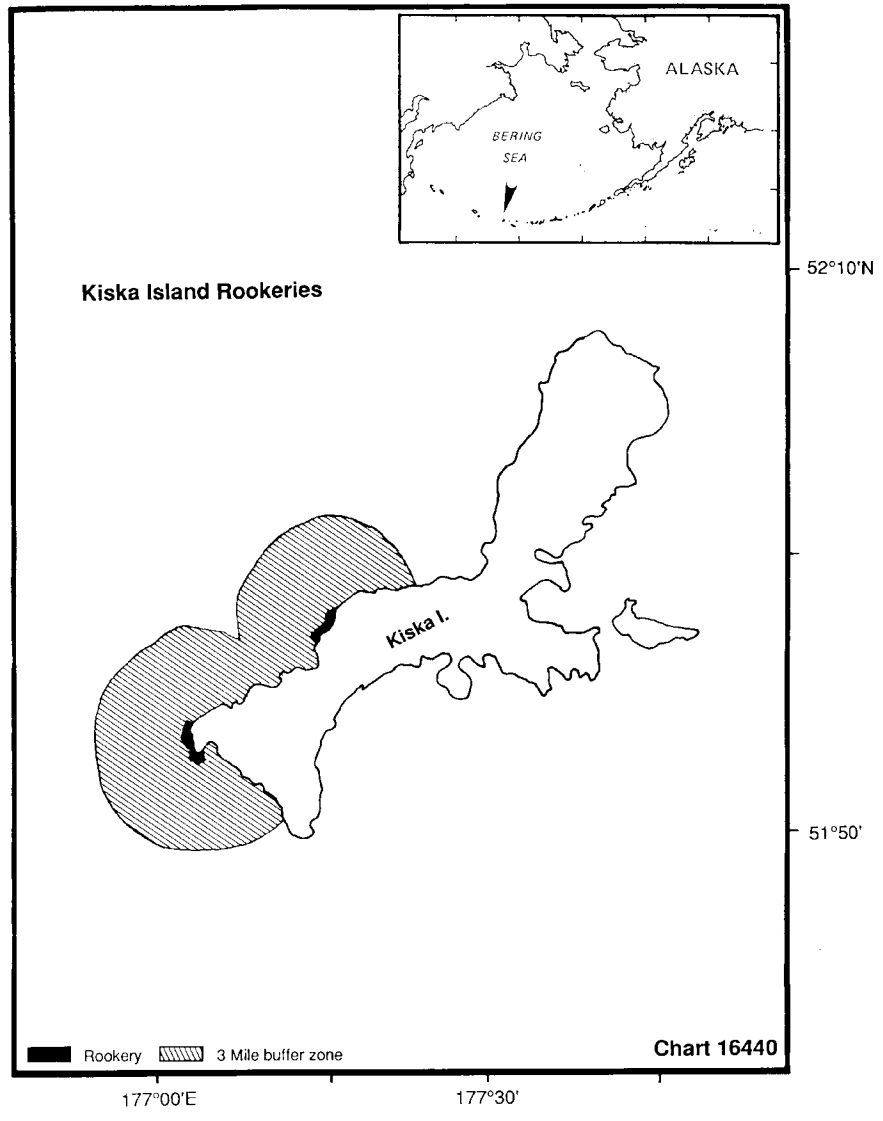 ALASKA
BERING
SEA
52°10'N
Kiska Island Rookeries
Kiska I.
51°50'
Rookery
3 Mile buffer zone
Chart 16440
177°00'E
177°30'